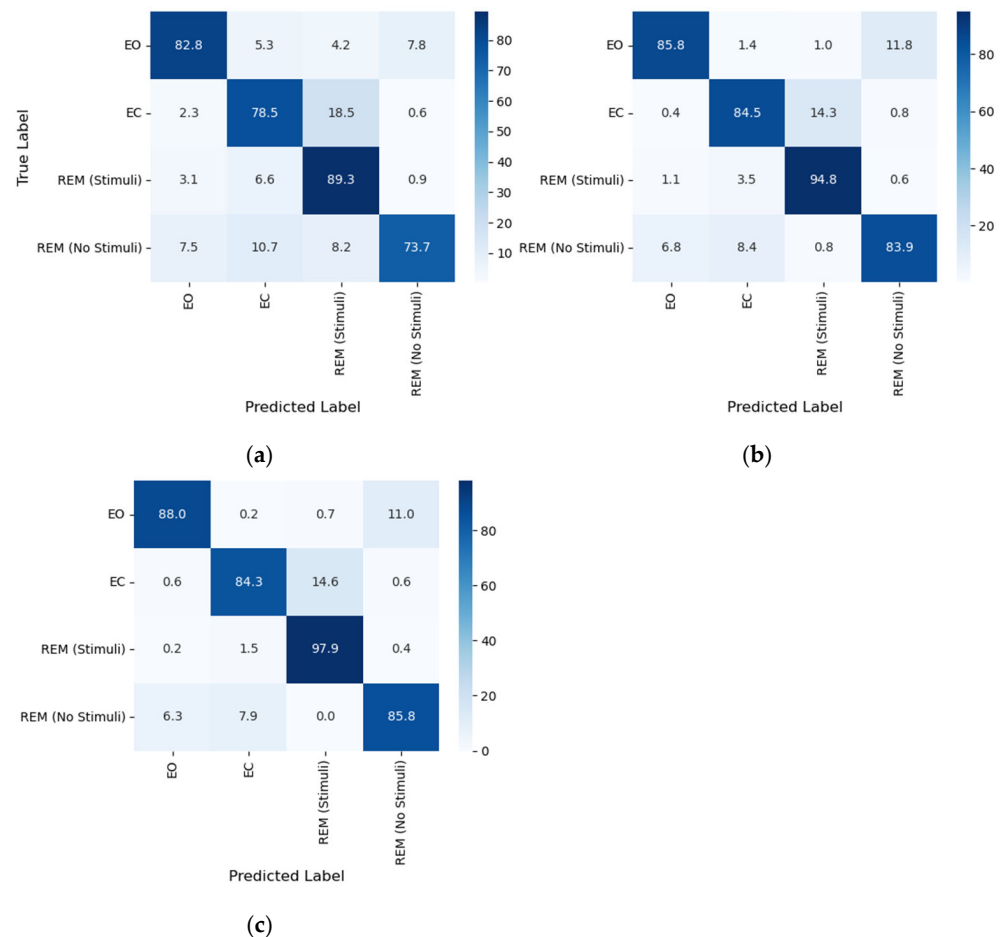 True Label
EO
82.8 5.3 4.2 7.8
EC
2.3 78.5 18.5 0.6
REM (Stimuli)
3.1 6.6 89.3 0.9
REM (No Stimuli)
7.5 10.7 8.2 73.7
EO
EC
REM (Stimuli)
REM (No Stimuli)
Predicted Label
80
70
60
50
40
30
20
10
(a)
EO
85.8 1.4 1.0 11.8
EC
0.4 84.5 14.3 0.8
REM (Stimuli)
1.1 3.5 94.8 0.6
REM (No Stimuli)
6.8 8.4 0.8 83.9
EO
EC
REM (Stimuli)
REM (No Stimuli)
Predicted Label
80
60
40
20
(b)
EO
88.0 0.2 0.7 11.0
EC
0.6 84.3 14.6 0.6
REM (Stimuli)
0.2 1.5 97.9 0.4
REM (No Stimuli)
6.3 7.9 0.0 85.8
EO
EC
REM (Stimuli)
REM (No Stimuli)
Predicted Label
80
60
40
20
0
(c)